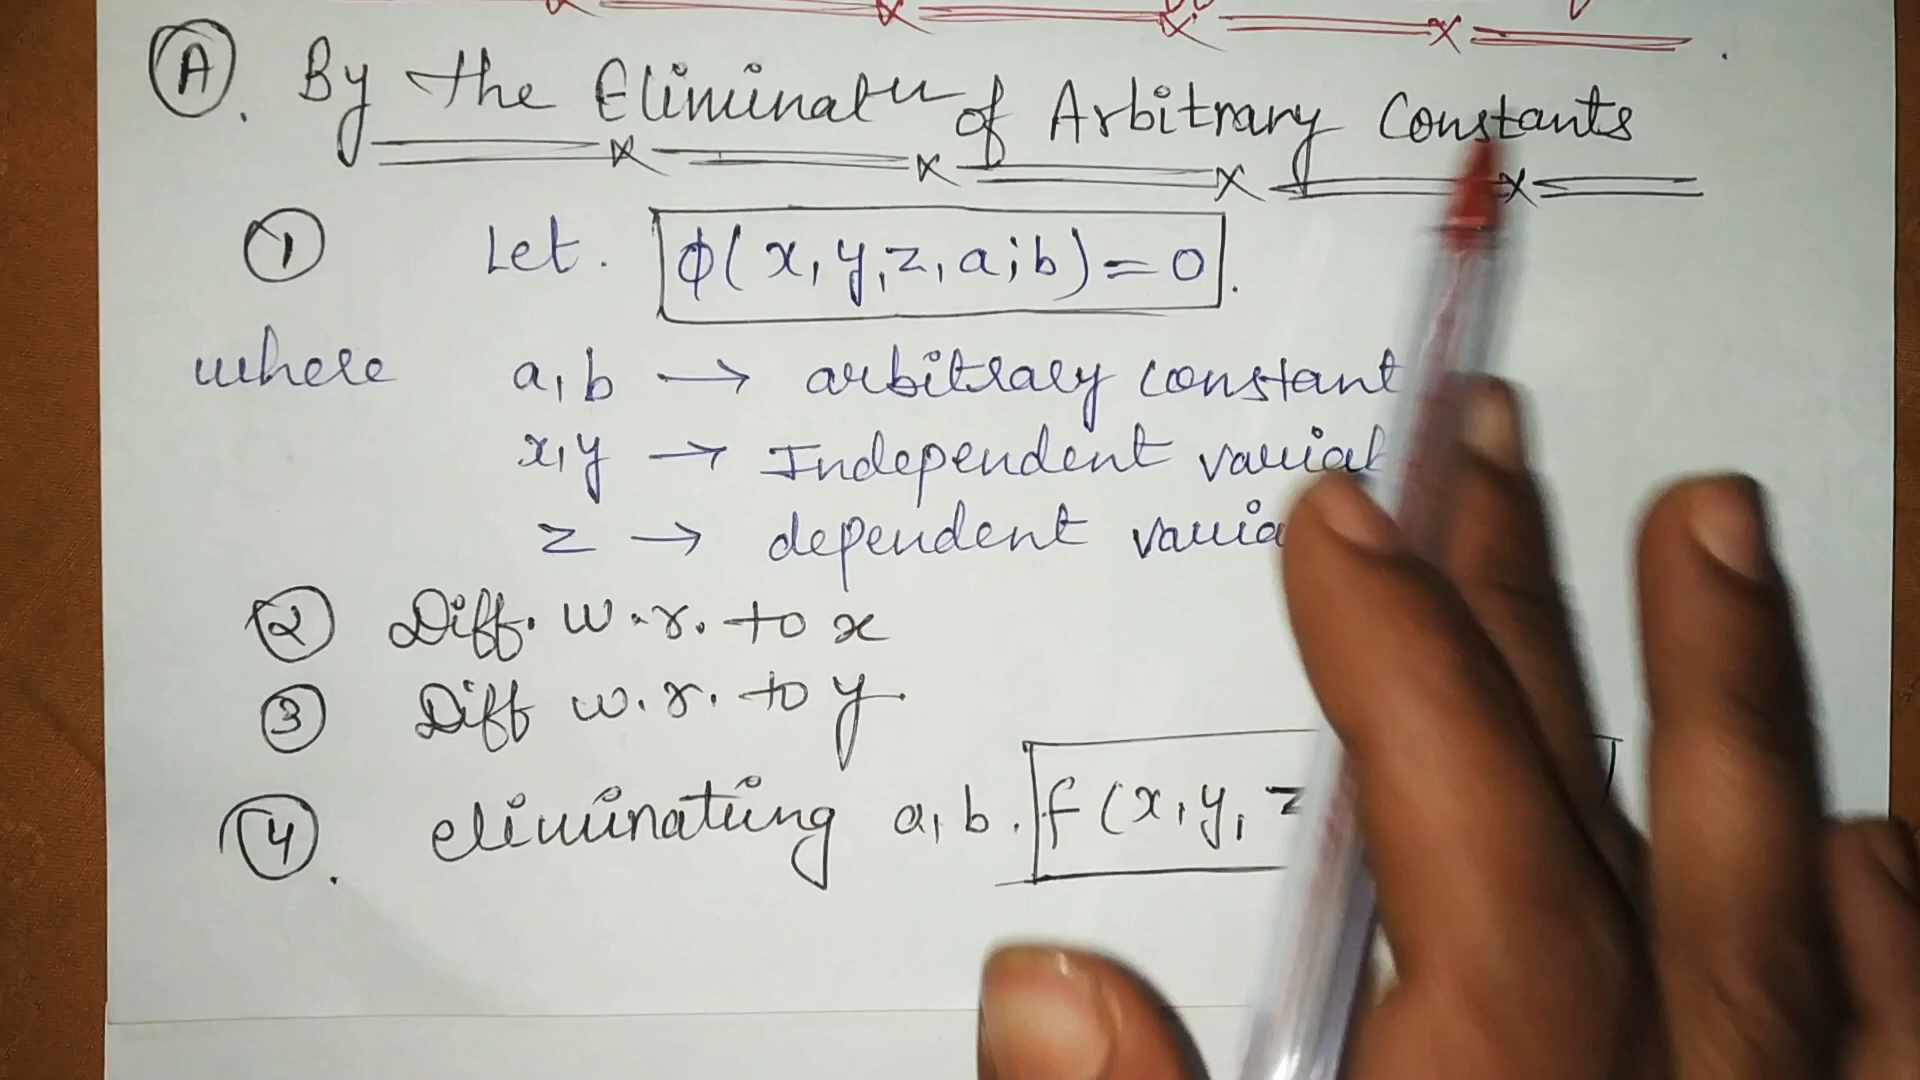 A. By the Elimination of Arbitrary Constants
1 Let. ϕ(x, y, z, a, b) = 0.
where a, b → arbitrary constant
x, y → Independent
z → dependent
2 Diff. w.r. to x
3 Diff w.r. to y.
4. eliminating a, b. f(x, y, z